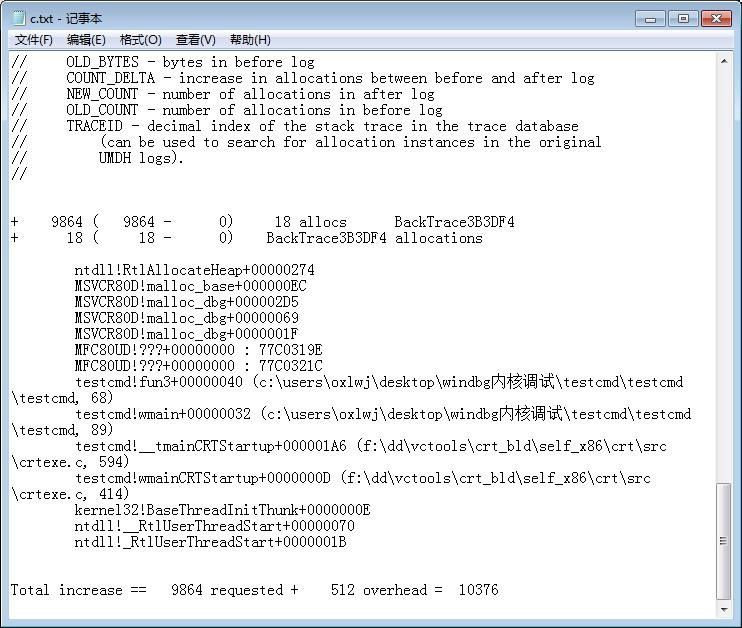 c.txt - 记事本
文件(F) 编辑(E) 格式(O) 查看(V) 帮助(H)
// OLD_BYTES - bytes in before log
// COUNT_DELTA - increase in allocations between before and after log
// NEW_COUNT - number of allocations in after log
// OLD_COUNT - number of allocations in before log
// TRACEID - decimal index of the stack trace in the trace database
// (can be used to search for allocation instances in the original
// UMDH logs).
//
+ 9864 ( 9864 - 0) 18 allocs BackTrace3B3DF4
+ 18 ( 18 - 0) BackTrace3B3DF4 allocations
ntdll!RtlAllocateHeap+00000274
MSVCR80D!malloc_base+000000EC
MSVCR80D!malloc_dbg+000002D5
MSVCR80D!malloc_dbg+00000069
MSVCR80D!malloc_dbg+0000001F
MFC80UD!???+00000000 : 77C0319E
MFC80UD!???+00000000 : 77C0321C
testcmd!fun3+00000040 (c:\users\oxlwj\desktop\windbg内核调试\testcmd\testcmd
\testcmd, 68)
testcmd!wmain+00000032 (c:\users\oxlwj\desktop\windbg内核调试\testcmd\testcmd
\testcmd, 89)
testcmd!__tmainCRTStartup+000001A6 (f:\dd\vctools\crt_bld\self_x86\crt\src
\crtexe.c, 594)
testcmd!wmainCRTStartup+0000000D (f:\dd\vctools\crt_bld\self_x86\crt\src
\crtexe.c, 414)
kernel32!BaseThreadInitThunk+0000000E
ntdll!__RtlUserThreadStart+00000070
ntdll!_RtlUserThreadStart+0000001B
Total increase == 9864 requested + 512 overhead = 10376